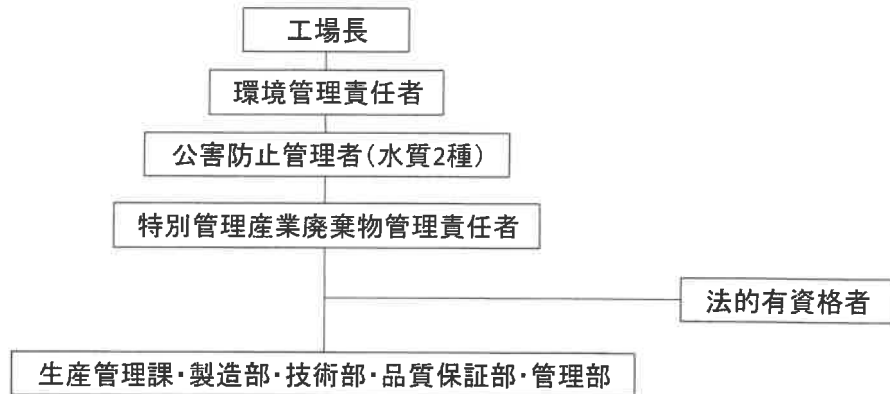 工場長
環境管理責任者
公害防止管理者(水質2種)
特別管理産業廃棄物管理責任者
法的有資格者
生産管理課・製造部・技術部・品質保証部・管理部